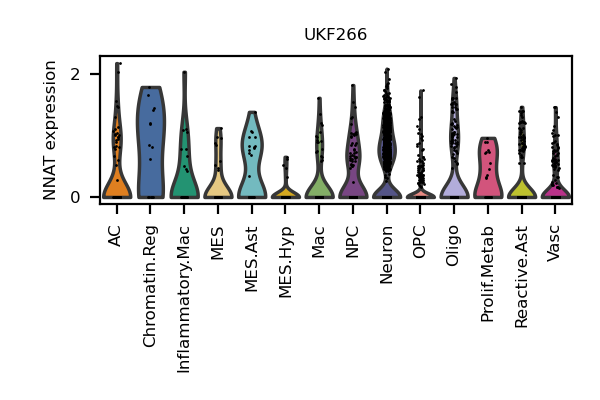 UKF266
NNAT expression
2
0
AC
Chromatin.Reg
Inflammatory.Mac
MES
MES.Ast
MES.Hyp
Mac
NPC
Neuron
OPC
Oligo
Prolif.Metab
Reactive.Ast
Vasc